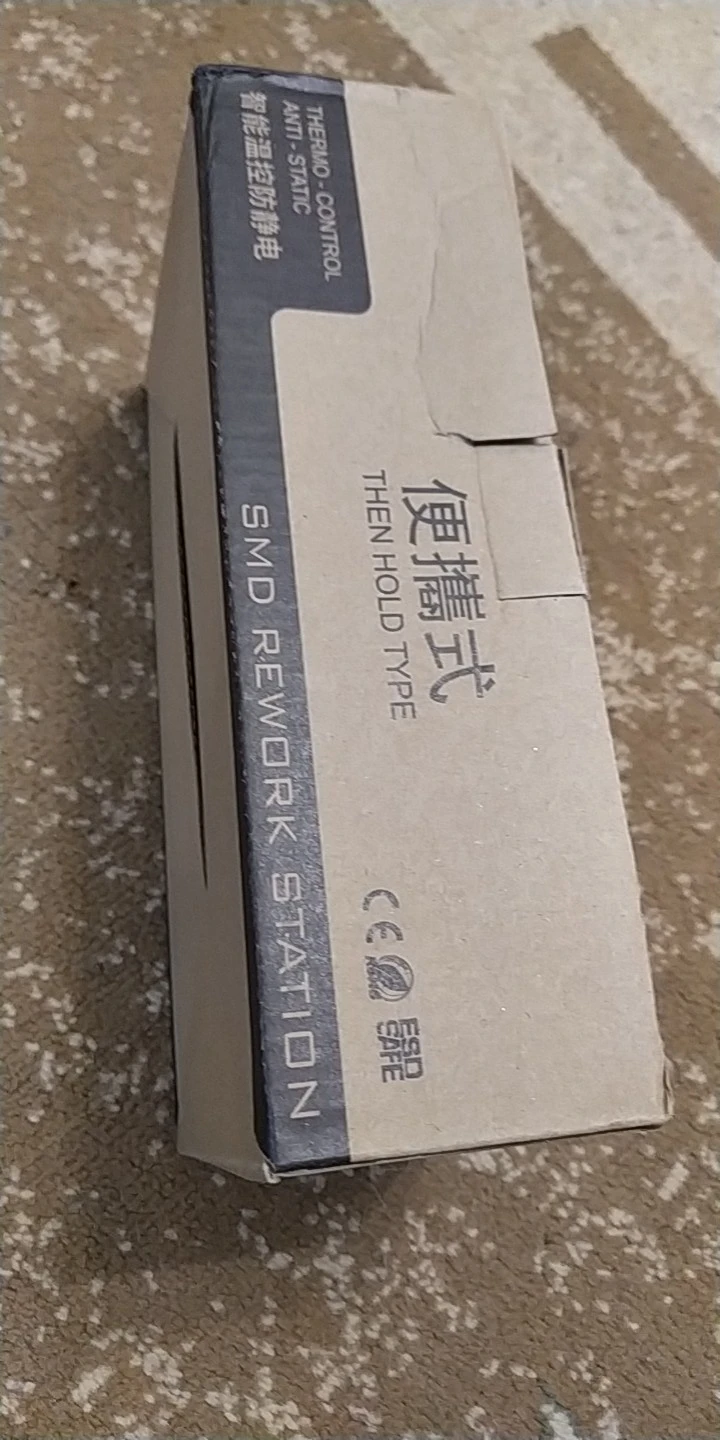 THERMO - CONTROL
ANTI - STATIC
智能温控防静电
便攜式
THEN HOLD TYPE
SMD REWORK STATION
CE
ESD
SAFE